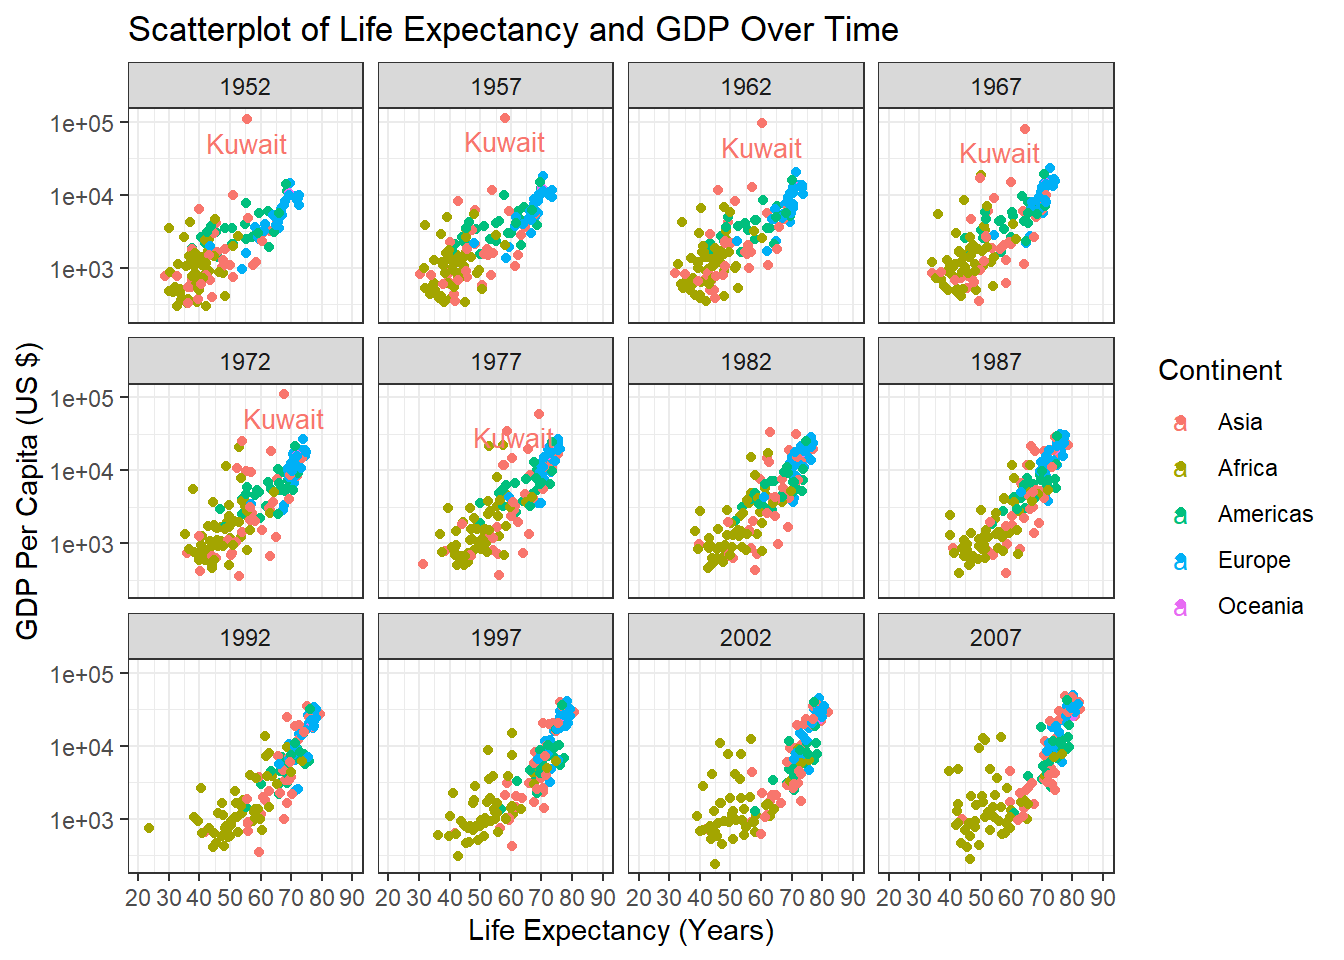 Scatterplot of Life Expectancy and GDP Over Time
1952 1957 1962 1967
1e+05
1e+04
1e+03
Kuwait Kuwait Kuwait Kuwait
1972 1977 1982 1987
1e+05
1e+04
1e+03
Kuwait Kuwait
1992 1997 2002 2007
1e+05
1e+04
1e+03
20 30 40 50 60 70 80 90 20 30 40 50 60 70 80 90 20 30 40 50 60 70 80 90 20 30 40 50 60 70 80 90
Life Expectancy (Years)
GDP Per Capita (US $)
Continent
a Asia
a Africa
a Americas
a Europe
a Oceania